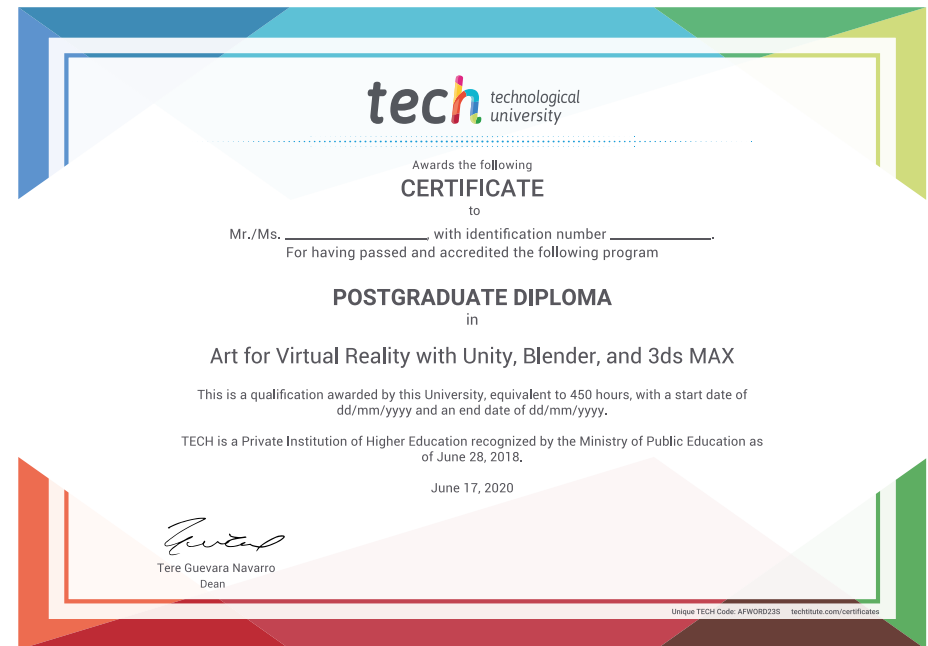 tech technological
university
Awards the following
CERTIFICATE
to
Mr./Ms. ____________________, with identification number ______________.
For having passed and accredited the following program
POSTGRADUATE DIPLOMA
in
Art for Virtual Reality with Unity, Blender, and 3ds MAX
This is a qualification awarded by this University, equivalent to 450 hours, with a start date of
dd/mm/yyyy and an end date of dd/mm/yyyy.
TECH is a Private Institution of Higher Education recognized by the Ministry of Public Education as
of June 28, 2018.
June 17, 2020
Tere Guevara Navarro
Dean
Unique TECH Code: AFWORD23S techtitute.com/certificates